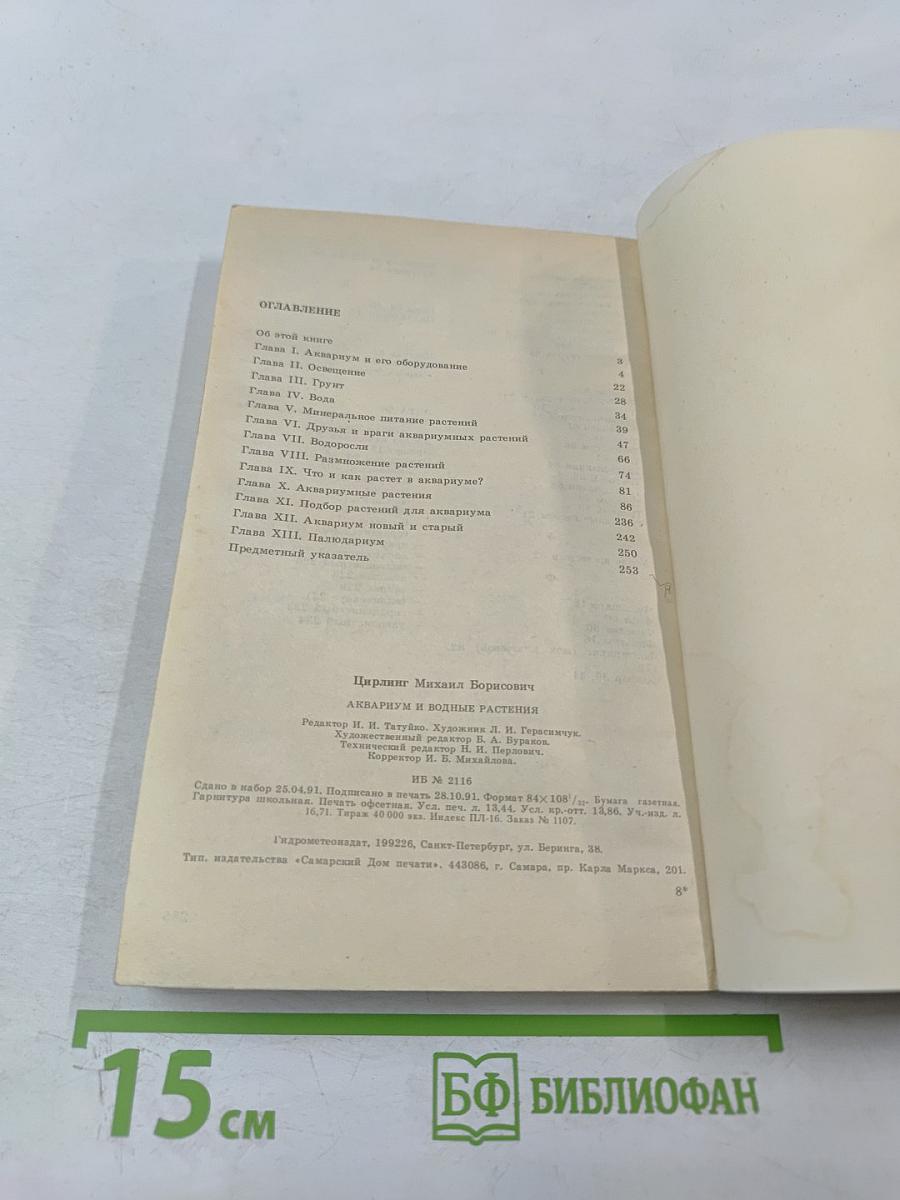 ОГЛАВЛЕНИЕ
Об этой книге 3
Глава I. Аквариум и его оборудование 4
Глава II. Освещение 22
Глава III. Грунт 28
Глава IV. Вода 34
Глава V. Минеральное питание растений 39
Глава VI. Друзья и враги аквариумных растений 47
Глава VII. Водоросли 66
Глава VIII. Размножение растений 74
Глава IX. Что и как растет в аквариуме? 81
Глава X. Аквариумные растения 86
Глава XI. Подбор растений для аквариума 236
Глава XII. Аквариум новый и старый 242
Глава XIII. Палюдариум 250
Предметный указатель 253
Цирлинг Михаил Борисович
АКВАРИУМ И ВОДНЫЕ РАСТЕНИЯ
Редактор И. И. Татуйко. Художник Л. И. Герасимчук.
Художественный редактор Б. А. Бураков.
Технический редактор Н. И. Перлович.
Корректор И. Б. Михайлова.
ИБ № 2116
Сдано в набор 25.04.91. Подписано в печать 28.10.91. Формат 84×108¹/₃₂. Бумага газетная.
Гарнитура школьная. Печать офсетная. Усл. печ. л. 13,44. Усл. кр.-отт. 13,86. Уч.-изд. л.
16,71. Тираж 40 000 экз. Индекс ПЛ-16. Заказ № 1107.
Гидрометеоиздат, 199226, Санкт-Петербург, ул. Беринга, 38.
Тип. издательства «Самарский Дом печати». 443086, г. Самара, пр. Карла Маркса, 201.
8*
15 см
БФ БИБЛИОФАН